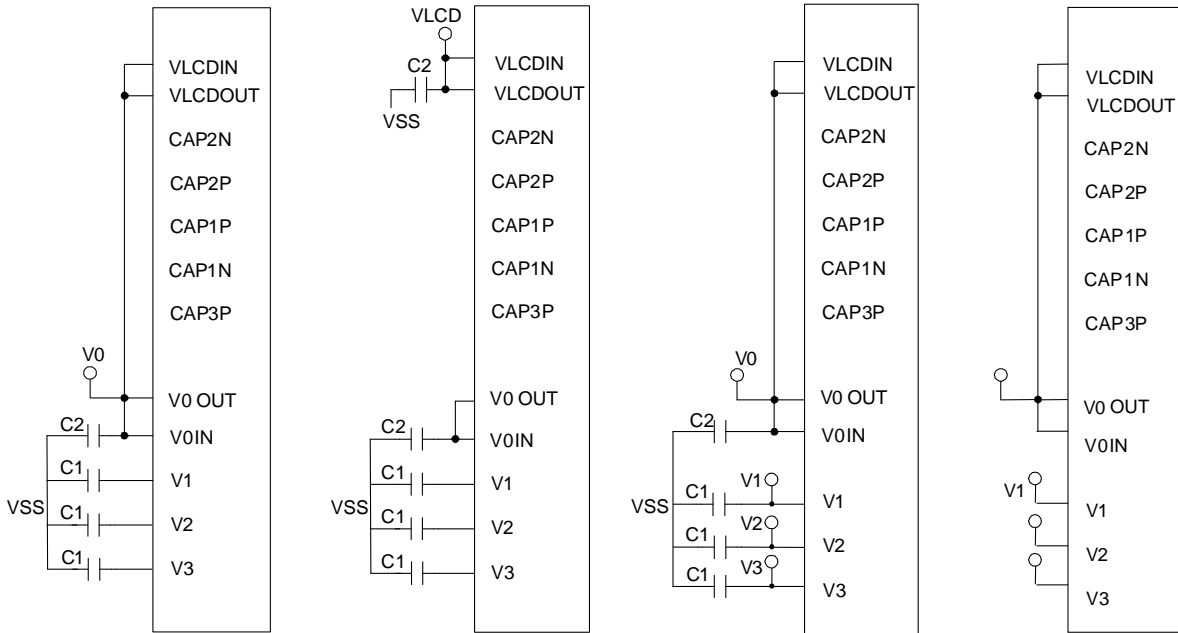 VLCDIN
VLCDOUT
CAP2N
CAP2P
CAP1P
CAP1N
CAP3P
V0
V0 OUT
C2
V0IN
C1
V1
VSS
C1
V2
C1
V3
VLCD
C2
VLCDIN
VLCDOUT
VSS
CAP2N
CAP2P
CAP1P
CAP1N
CAP3P
V0 OUT
C2
V0IN
C1
V1
VSS
C1
V2
C1
V3
VLCDIN
VLCDOUT
CAP2N
CAP2P
CAP1P
CAP1N
CAP3P
V0
V0 OUT
C2
V0IN
C1
V1
V1
VSS
C1
V2
V2
C1
V3
V3
VLCDIN
VLCDOUT
CAP2N
CAP2P
CAP1P
CAP1N
CAP3P
V0 OUT
V0IN
V1
V1
V2
V3